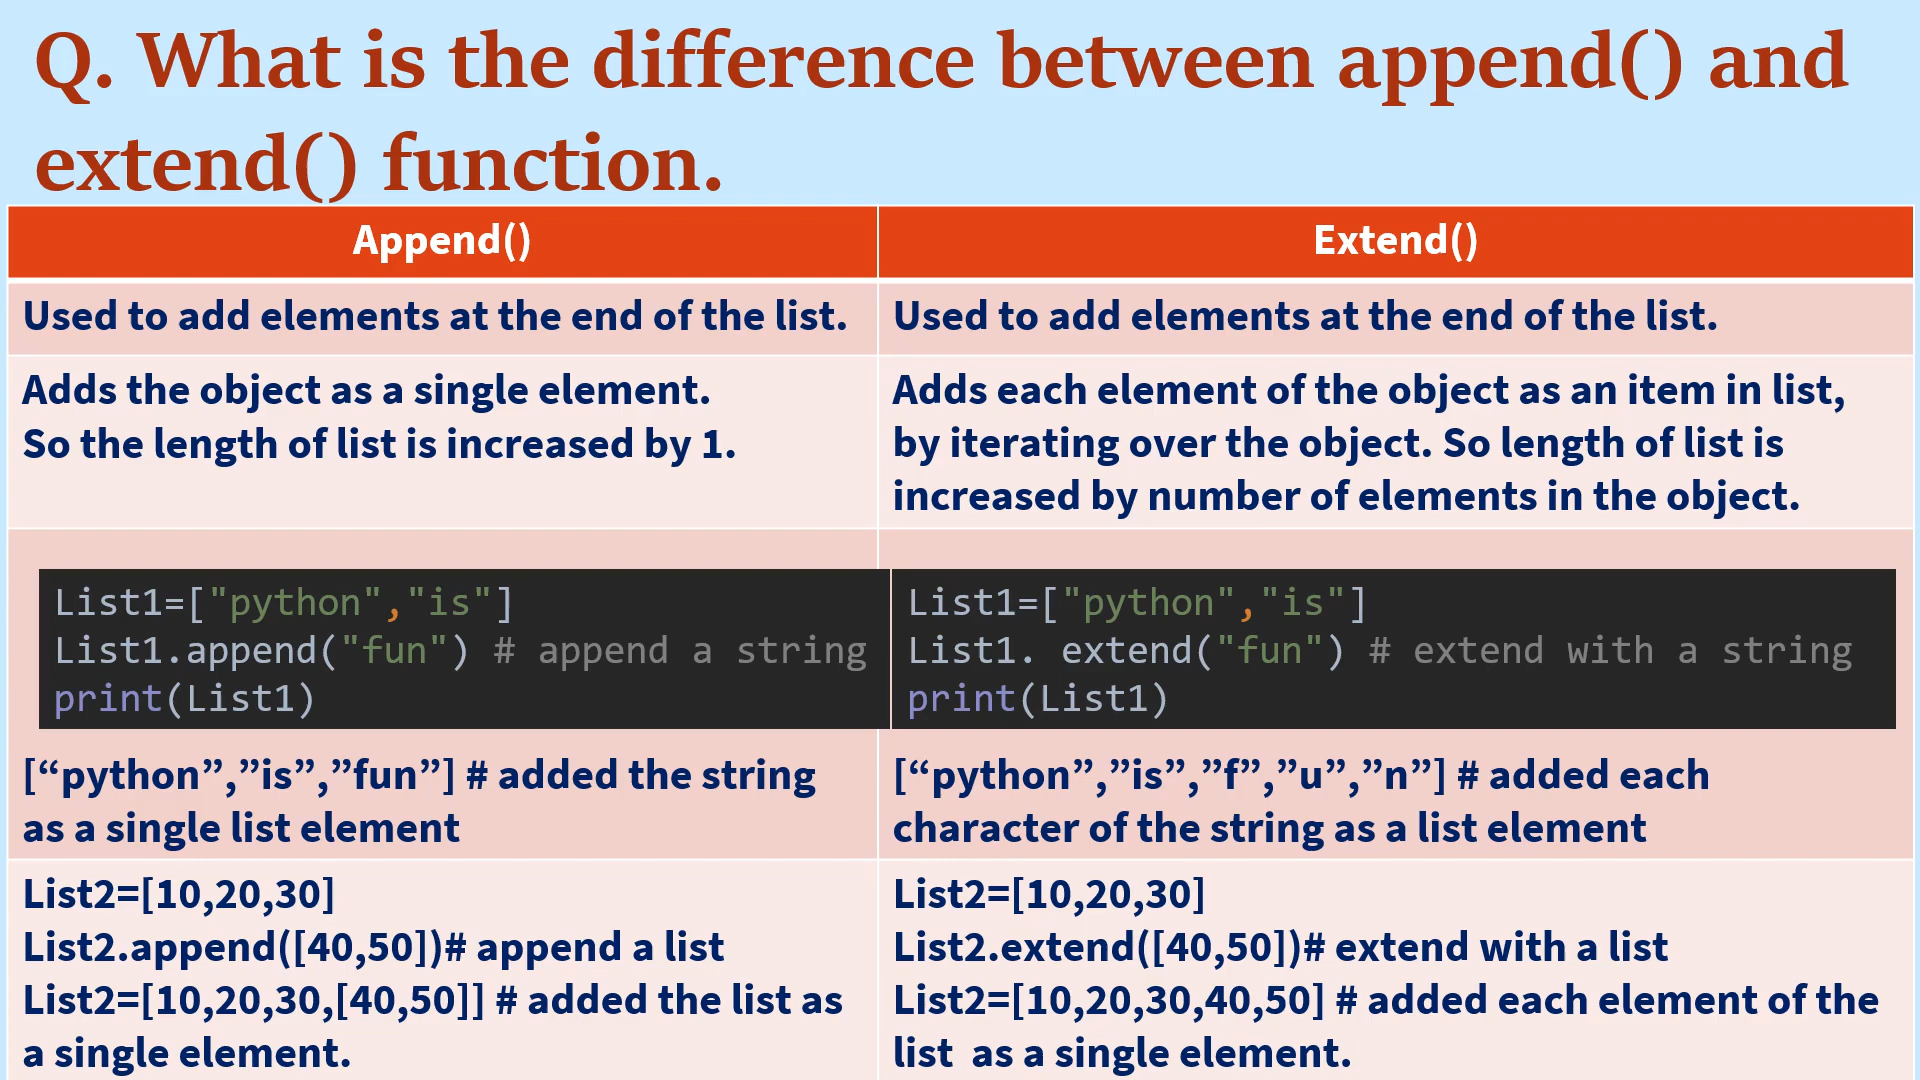 Q. What is the difference between append() and
extend() function.
Append()
Extend()
Used to add elements at the end of the list.
Used to add elements at the end of the list.
Adds the object as a single element.
So the length of list is increased by 1.
Adds each element of the object as an item in list,
by iterating over the object. So length of list is
increased by number of elements in the object.
List1=["python","is"]
List1.append("fun") # append a string
print(List1)
[“python”,”is”,”fun”] # added the string
as a single list element
List1=["python","is"]
List1. extend("fun") # extend with a string
print(List1)
[“python”,”is”,”f”,”u”,”n”] # added each
character of the string as a list element
List2=[10,20,30]
List2.append([40,50])# append a list
List2=[10,20,30,[40,50]] # added the list as
a single element.
List2=[10,20,30]
List2.extend([40,50])# extend with a list
List2=[10,20,30,40,50] # added each element of the
list  as a single element.